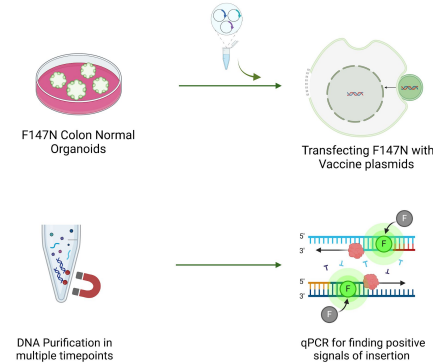 F147N Colon Normal
Organoids
Transfecting F147N with
Vaccine plasmids
5'
3'
F
F
5'
3'
F
F
DNA Purification in
multiple timepoints
qPCR for finding positive
signals of insertion